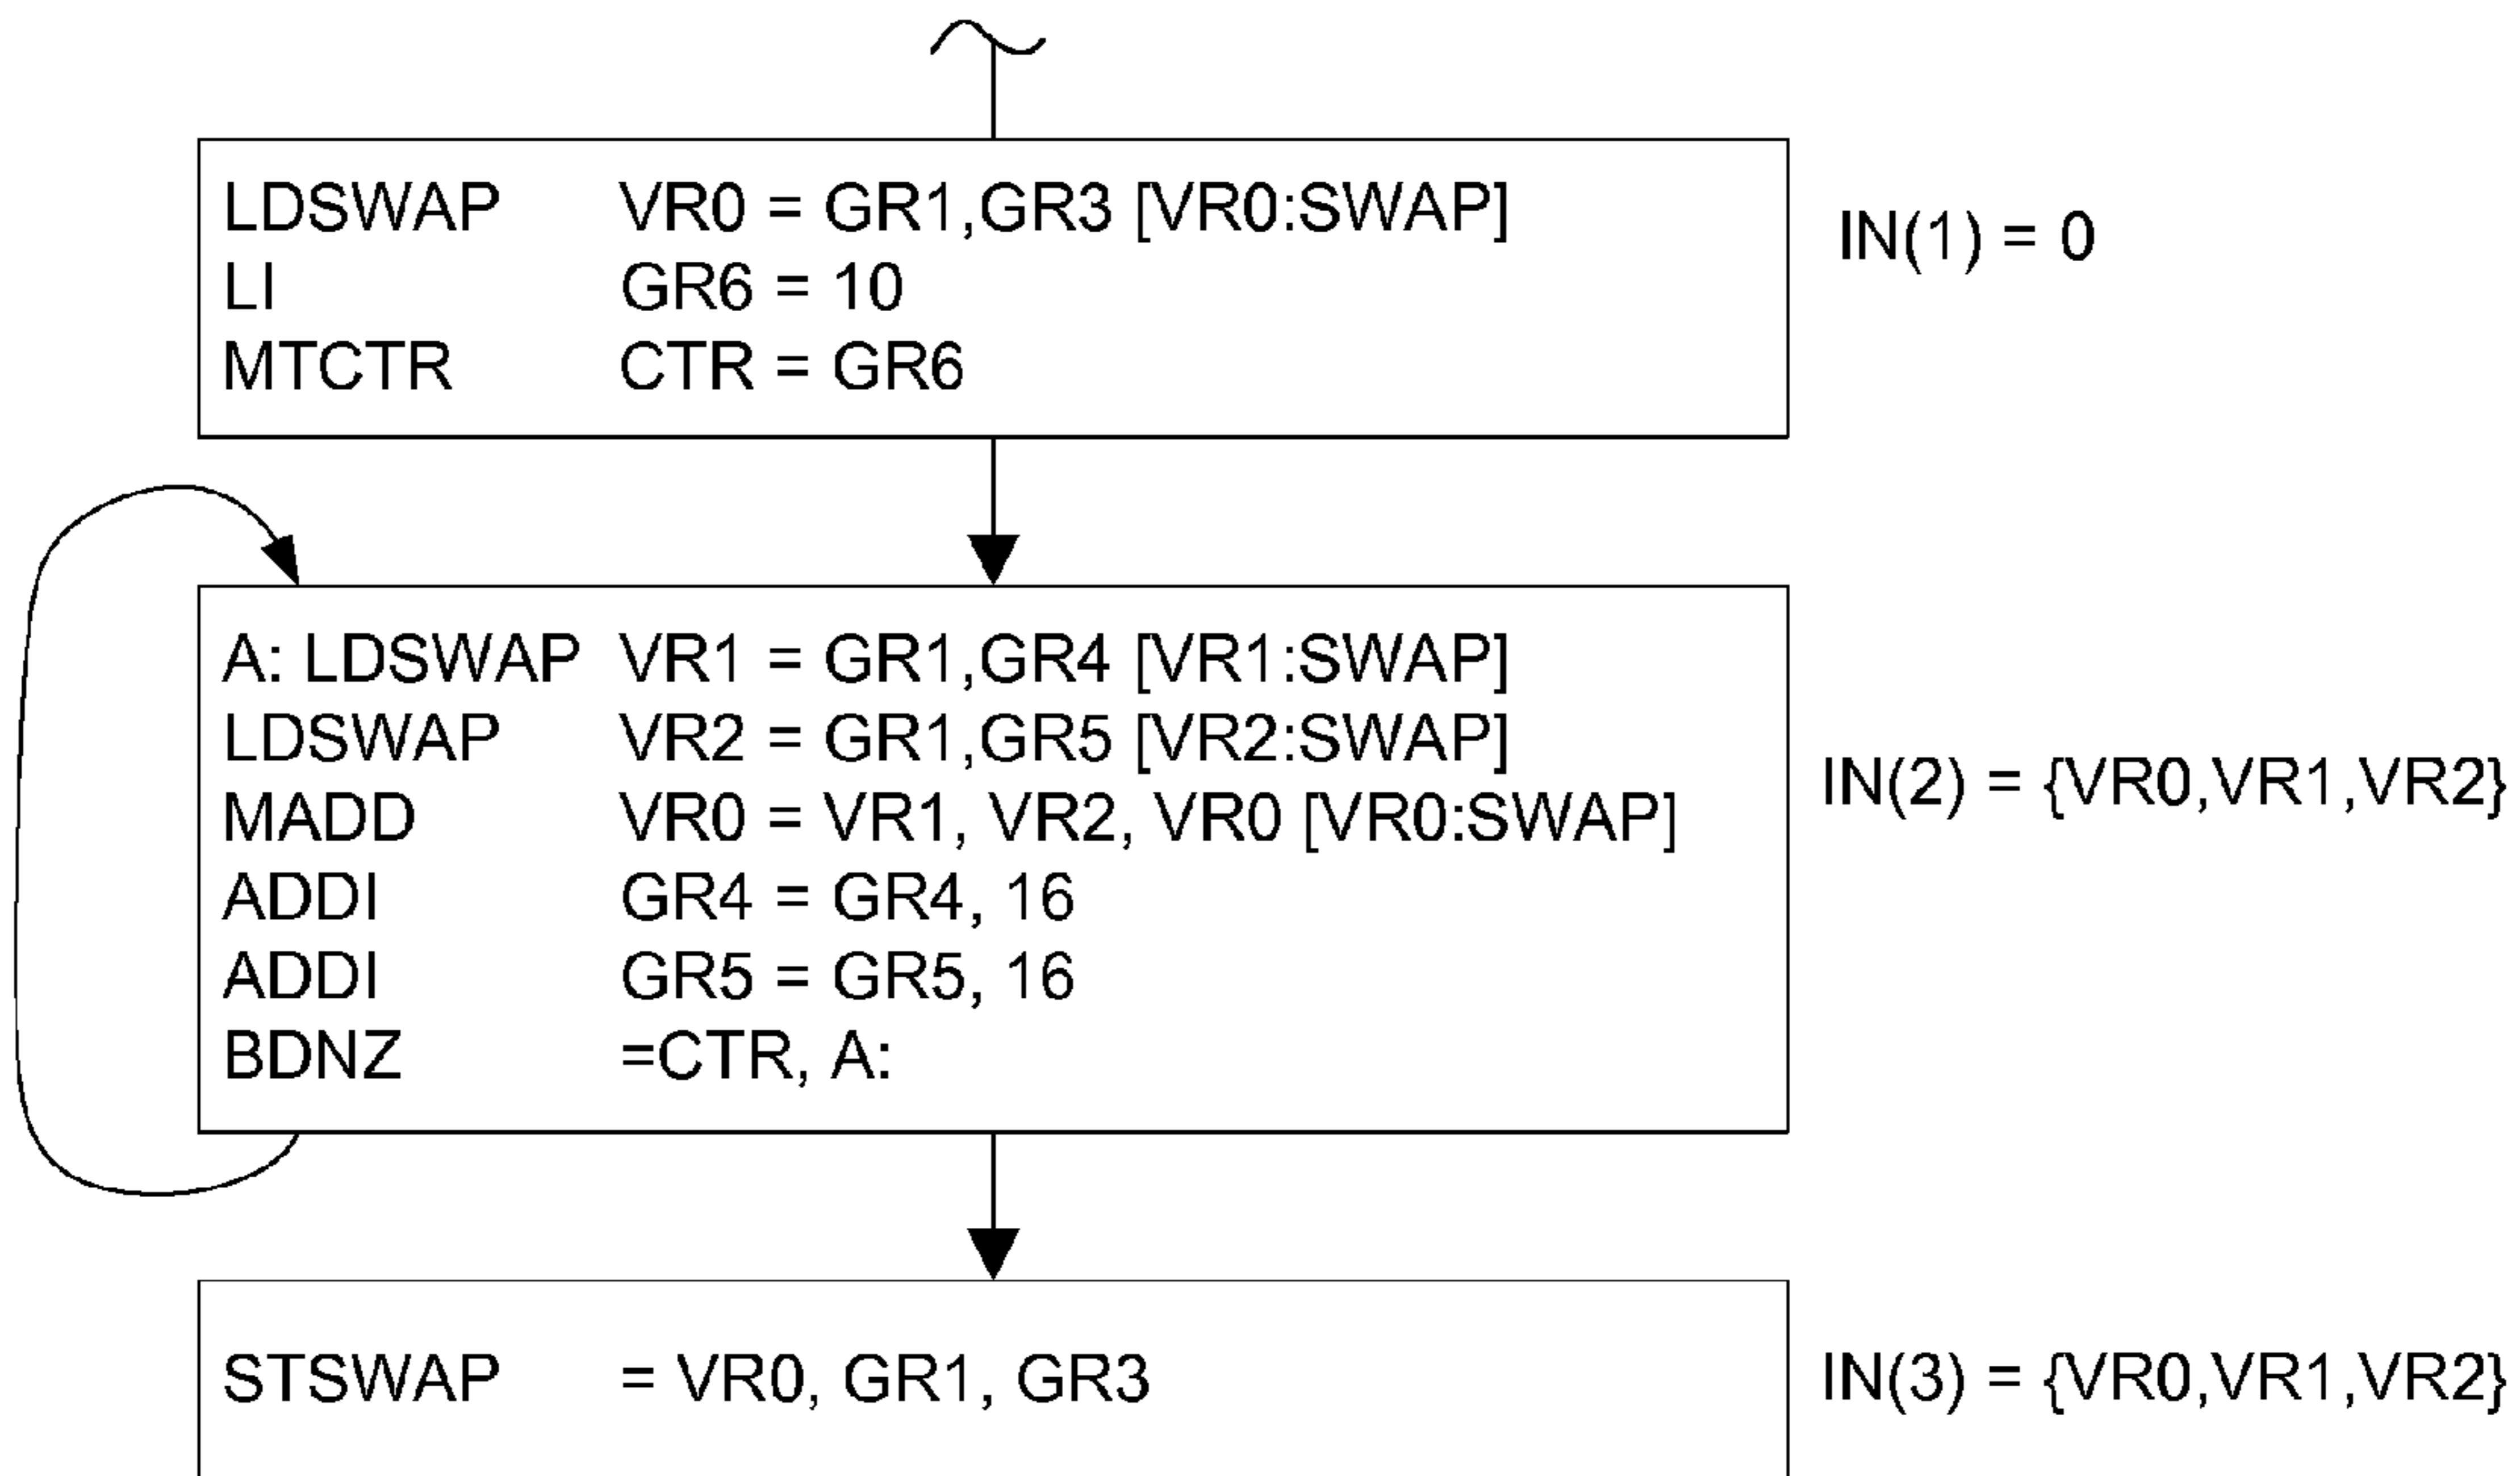 LDSWAP VR0 = GR1,GR3 [VR0:SWAP]
LI GR6 = 10
MTCTR CTR = GR6
IN(1) = 0
A: LDSWAP VR1 = GR1,GR4 [VR1:SWAP]
LDSWAP VR2 = GR1,GR5 [VR2:SWAP]
MADD VR0 = VR1, VR2, VR0 [VR0:SWAP]
ADDI GR4 = GR4, 16
ADDI GR5 = GR5, 16
BDNZ =CTR, A:
IN(2) = {VR0,VR1,VR2}
STSWAP = VR0, GR1, GR3
IN(3) = {VR0,VR1,VR2}